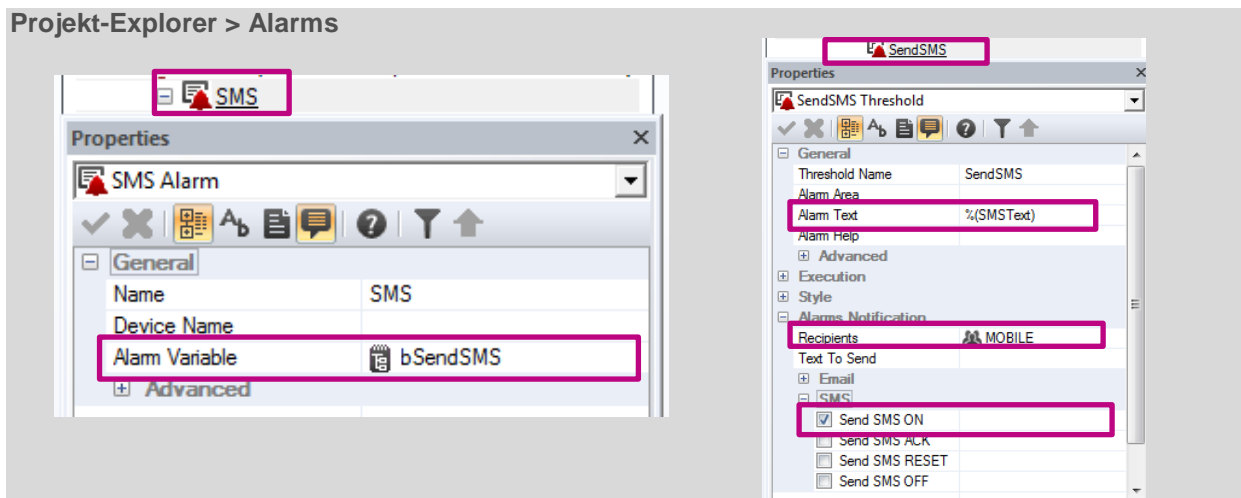 Projekt-Explorer > Alarms
SMS
Properties
SMS Alarm
General
Name SMS
Device Name
Alarm Variable bSendSMS
Advanced
SendSMS
Properties
SendSMS Threshold
General
Threshold Name SendSMS
Alarm Area
Alarm Text %(SMSText)
Alarm Help
Advanced
Execution
Style
Alarms Notification
Recipients MOBILE
Text To Send
Email
SMS
Send SMS ON
Send SMS ACK
Send SMS RESET
Send SMS OFF